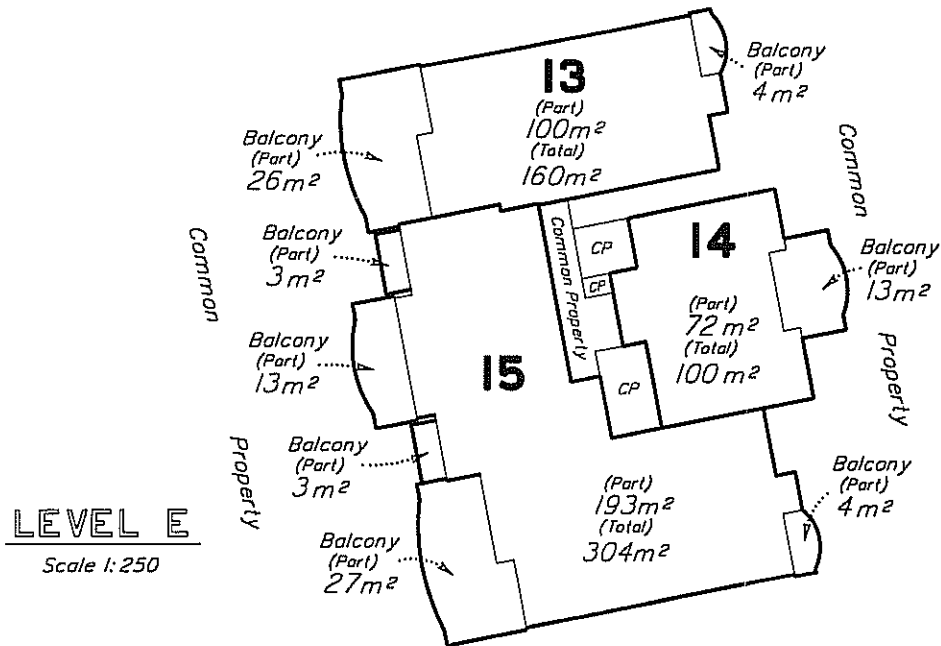 Balcony
(Part)
4m²
13
(Part)
100m²
(Total)
160m²
Balcony
(Part)
26m²
Common
Property
Common Property
CP
CP
CP
14
(Part)
72m²
(Total)
100m²
Balcony
(Part)
13m²
Common
Property
Balcony
(Part)
3m²
Balcony
(Part)
13m²
15
Balcony
(Part)
3m²
(Part)
193m²
(Total)
304m²
Balcony
(Part)
4m²
Balcony
(Part)
27m²
LEVEL E
Scale 1:250